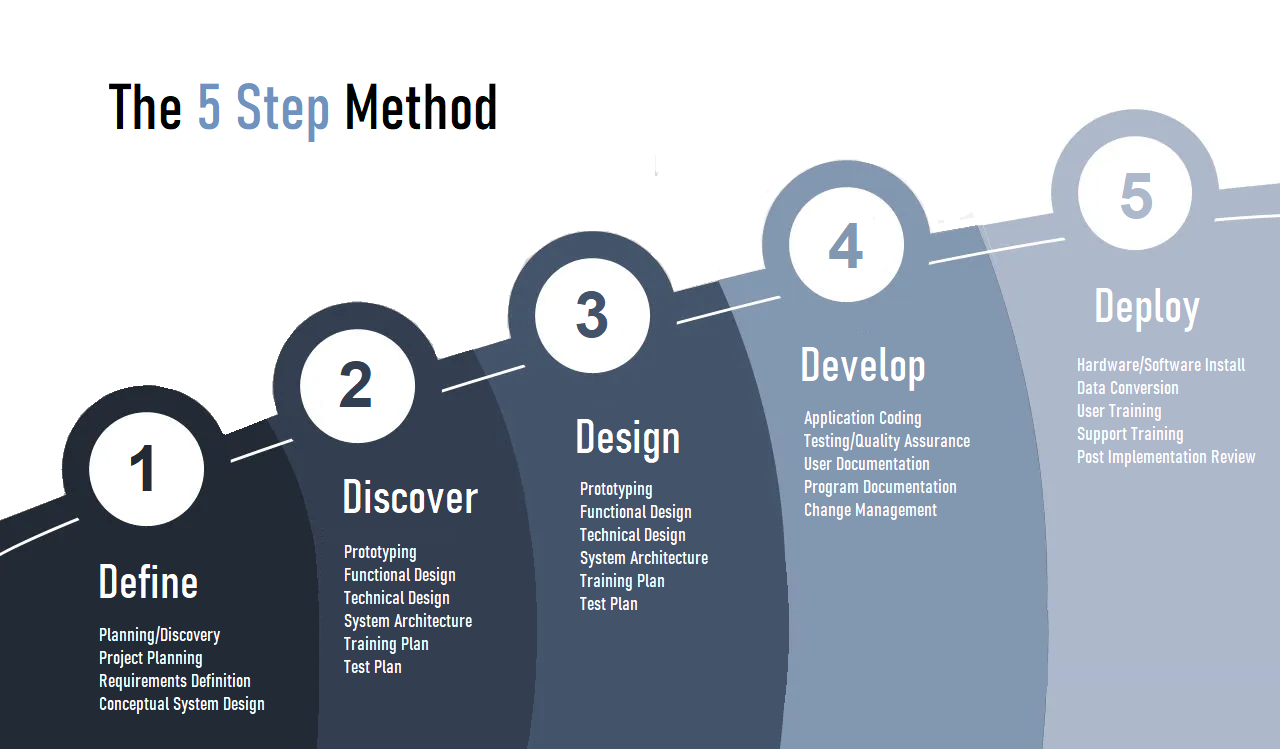 The 5 Step Method
1
Define
Planning/Discovery
Project Planning
Requirements Definition
Conceptual System Design
2
Discover
Prototyping
Functional Design
Technical Design
System Architecture
Training Plan
Test Plan
3
Design
Prototyping
Functional Design
Technical Design
System Architecture
Training Plan
Test Plan
4
Develop
Application Coding
Testing/Quality Assurance
User Documentation
Program Documentation
Change Management
5
Deploy
Hardware/Software Install
Data Conversion
User Training
Support Training
Post Implementation Review